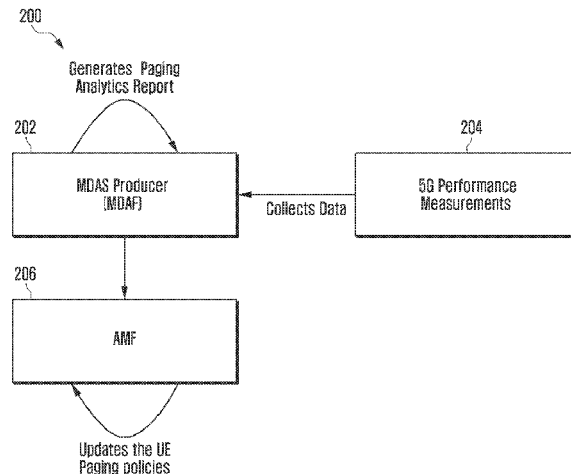 200
Generates Paging
Analytics Report
202
MDAS Producer
(MDAF)
204
5G Performance
Measurements
Collects Data
206
AMF
Updates the UE
Paging policies